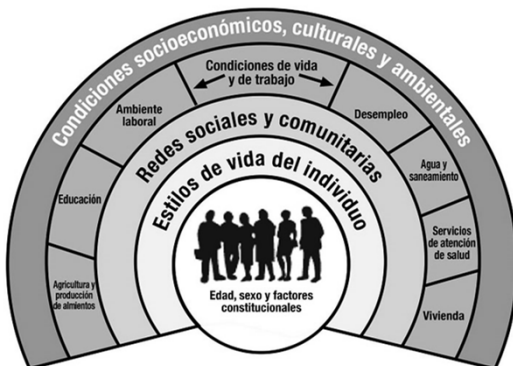 Condiciones socioeconómicos, culturales y ambientales
Condiciones de vida
y de trabajo
Ambiente
laboral
Desempleo
Redes sociales y comunitarias
Agua y
saneamiento
Estilos de vida del individuo
Educación
Servicios
de atención
de salud
Agricultura y
producción
de almientos
Vivienda
Edad, sexo y factores
constitucionales